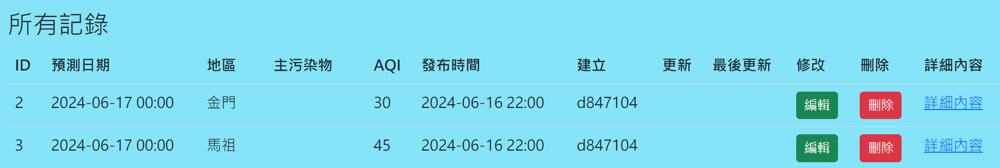 所有記錄
ID 預測日期 地區 主污染物 AQI 發布時間 建立 更新 最後更新 修改 刪除 詳細內容
2 2024-06-17 00:00 金門 30 2024-06-16 22:00 d847104 編輯 刪除 詳細內容
3 2024-06-17 00:00 馬祖 45 2024-06-16 22:00 d847104 編輯 刪除 詳細內容